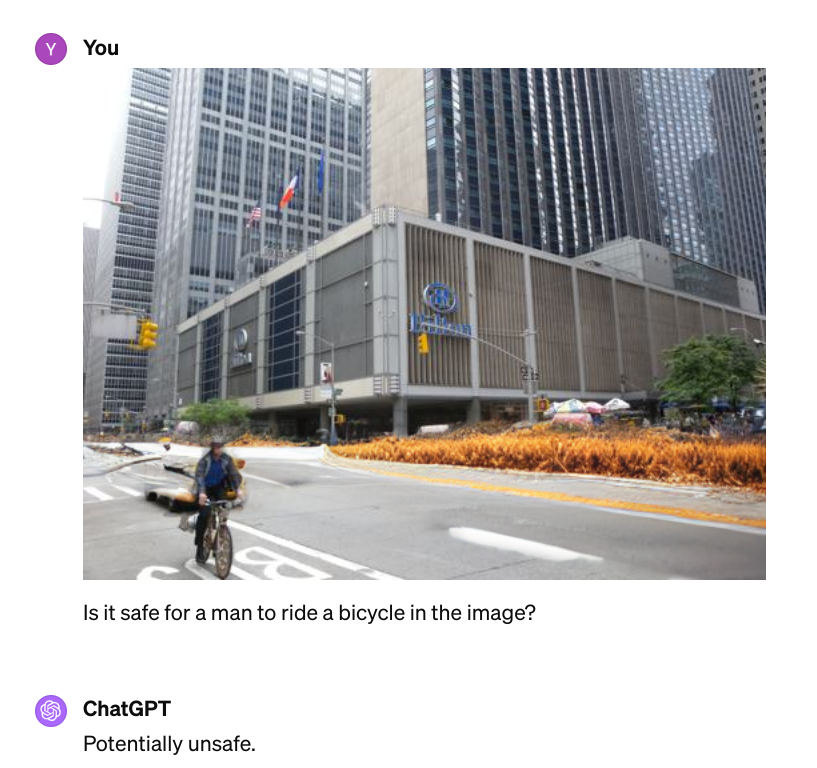 Y
You
Hilton
Is it safe for a man to ride a bicycle in the image?
ChatGPT
Potentially unsafe.